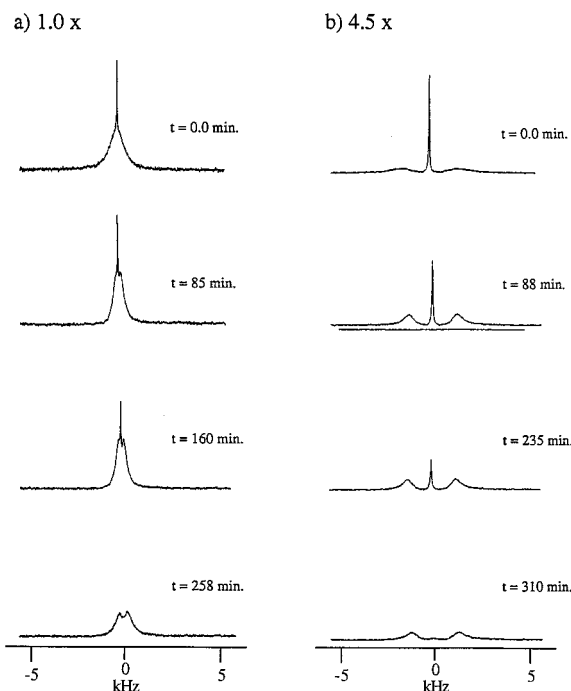 a) 1.0 x
t = 0.0 min.
t = 85 min.
t = 160 min.
t = 258 min.
-5
0
5
kHz
b) 4.5 x
t = 0.0 min.
t = 88 min.
t = 235 min.
t = 310 min.
-5
0
5
kHz